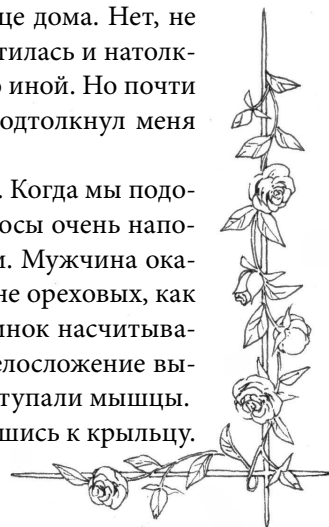 це дома. Нет, не
тилась и натолк-
о иной. Но почти
одтолкнул меня
. Когда мы подо-
осы очень напо-
и. Мужчина ока-
не ореховых, как
инок насчитыва-
елосложение вы-
тупали мышцы.
шись к крыльцу.